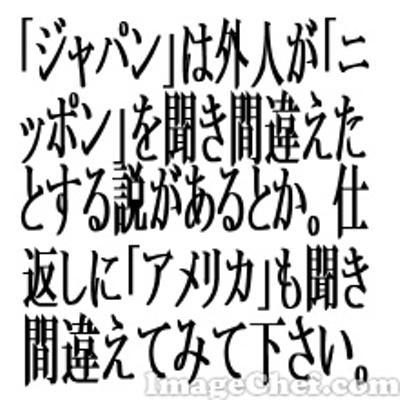 「ジャパン」は外人が「ニ
ッポン」を聞き間違えた
とする説があるとか。仕
返しに「アメリカ」も聞き
間違えてみて下さい。
ImageChef.com